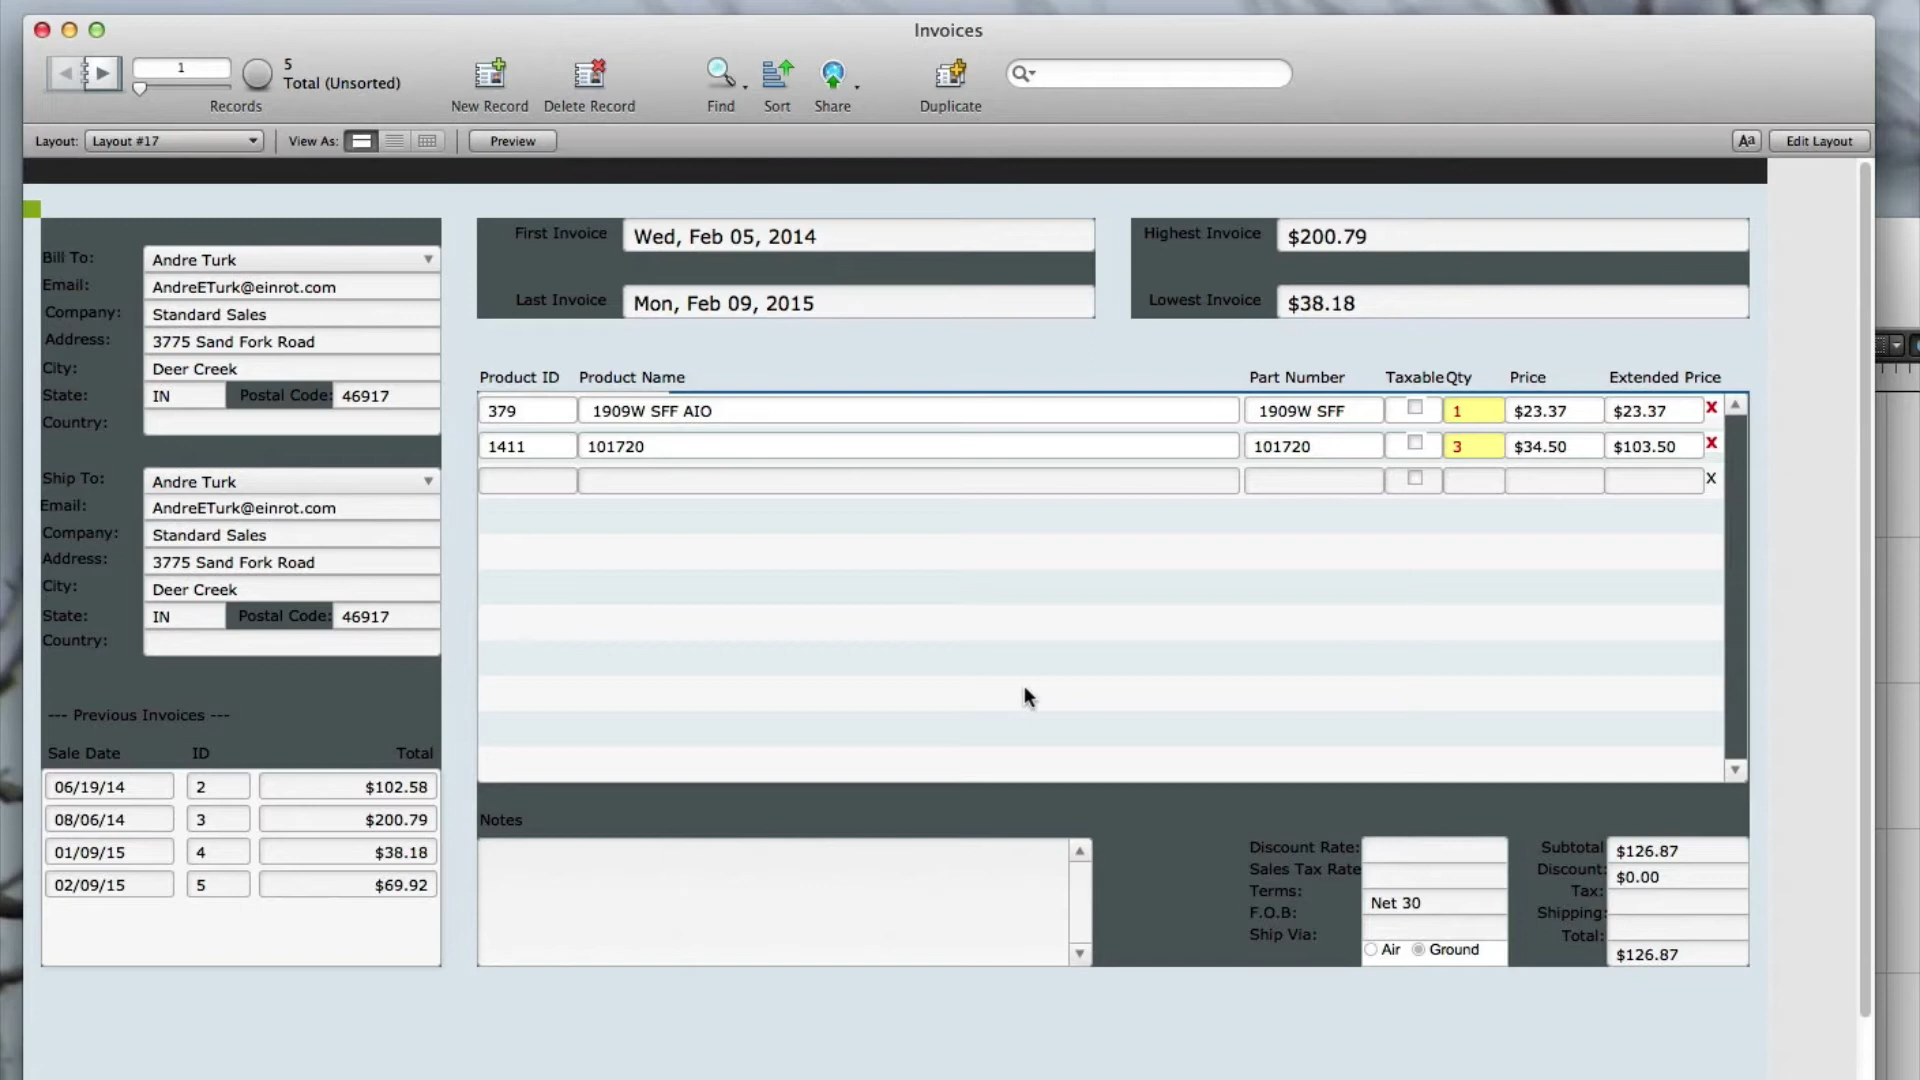 Invoices
1
5
Total (Unsorted)
Records
New Record
Delete Record
Find
Sort
Share
Duplicate
Layout: Layout #17
View As:
Preview
Aa
Edit Layout
Bill To: Andre Turk
Email: AndreETurk@einrot.com
Company: Standard Sales
Address: 3775 Sand Fork Road
City: Deer Creek
State: IN Postal Code: 46917
Country:
Ship To: Andre Turk
Email: AndreETurk@einrot.com
Company: Standard Sales
Address: 3775 Sand Fork Road
City: Deer Creek
State: IN Postal Code: 46917
Country:
--- Previous Invoices ---
Sale Date ID Total
06/19/14 2 $102.58
08/06/14 3 $200.79
01/09/15 4 $38.18
02/09/15 5 $69.92
First Invoice Wed, Feb 05, 2014
Last Invoice Mon, Feb 09, 2015
Highest Invoice $200.79
Lowest Invoice $38.18
Product ID Product Name Part Number Taxable Qty Price Extended Price
379 1909W SFF AIO 1909W SFF 1 $23.37 $23.37 X
1411 101720 101720 3 $34.50 $103.50 X
X
Notes
Discount Rate:
Sales Tax Rate
Terms: Net 30
F.O.B:
Ship Via: Air Ground
Subtotal $126.87
Discount: $0.00
Tax:
Shipping:
Total: $126.87